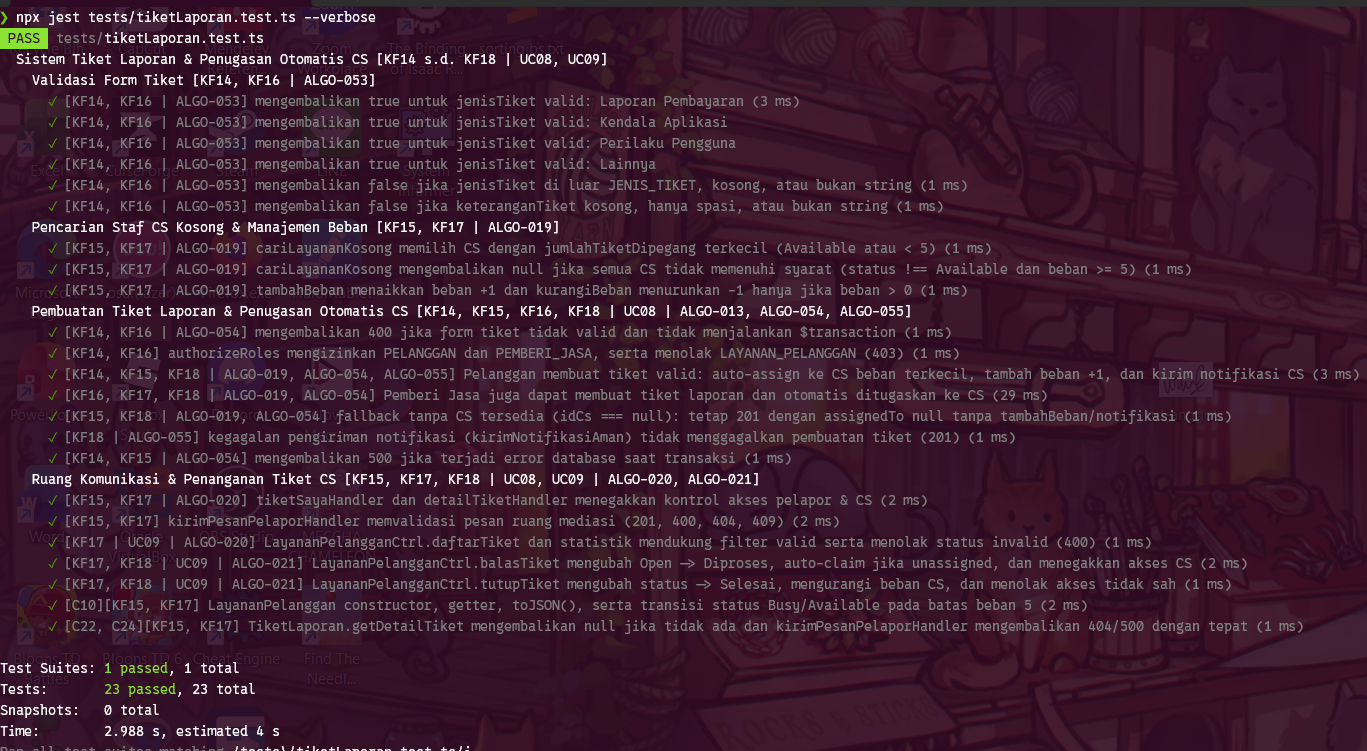 ❯ npx jest tests/tiketLaporan.test.ts --verbose
PASS tests/tiketLaporan.test.ts
Sistem Tiket Laporan & Penugasan Otomatis CS [KF14 s.d. KF18 | UC08, UC09]
Validasi Form Tiket [KF14, KF16 | ALGO-053]
✓ [KF14, KF16 | ALGO-053] mengembalikan true untuk jenisTiket valid: Laporan Pembayaran (3 ms)
✓ [KF14, KF16 | ALGO-053] mengembalikan true untuk jenisTiket valid: Kendala Aplikasi
✓ [KF14, KF16 | ALGO-053] mengembalikan true untuk jenisTiket valid: Perilaku Pengguna
✓ [KF14, KF16 | ALGO-053] mengembalikan true untuk jenisTiket valid: Lainnya
✓ [KF14, KF16 | ALGO-053] mengembalikan false jika jenisTiket di luar JENIS_TIKET, kosong, atau bukan string (1 ms)
✓ [KF14, KF16 | ALGO-053] mengembalikan false jika keteranganTiket kosong, hanya spasi, atau bukan string (1 ms)
Pencarian Staf CS Kosong & Manajemen Beban [KF15, KF17 | ALGO-019]
✓ [KF15, KF17 | ALGO-019] cariLayananKosong memilih CS dengan jumlahTiketDipegang terkecil (Available atau < 5) (1 ms)
✓ [KF15, KF17 | ALGO-019] cariLayananKosong mengembalikan null jika semua CS tidak memenuhi syarat (status !== Available dan beban >= 5) (1 ms)
✓ [KF15, KF17 | ALGO-019] tambahBeban menaikkan beban +1 dan kurangiBeban menurunkan -1 hanya jika beban > 0 (1 ms)
Pembuatan Tiket Laporan & Penugasan Otomatis CS [KF14, KF15, KF16, KF18 | UC08 | ALGO-013, ALGO-054, ALGO-055]
✓ [KF14, KF16 | ALGO-054] mengembalikan 400 jika form tiket tidak valid dan tidak menjalankan $transaction (1 ms)
✓ [KF14, KF16] authorizeRoles mengizinkan PELANGGAN dan PEMBERI_JASA, serta menolak LAYANAN_PELANGGAN (403) (1 ms)
✓ [KF14, KF15, KF18 | ALGO-019, ALGO-054, ALGO-055] Pelanggan membuat tiket valid: auto-assign ke CS beban terkecil, tambah beban +1, dan kirim notifikasi CS (3 ms)
✓ [KF16, KF17, KF18 | ALGO-019, ALGO-054] Pemberi Jasa juga dapat membuat tiket laporan dan otomatis ditugaskan ke CS (29 ms)
✓ [KF15, KF18 | ALGO-019, ALGO-054] fallback tanpa CS tersedia (idCs === null): tetap 201 dengan assignedTo null tanpa tambahBeban/notifikasi (1 ms)
✓ [KF18 | ALGO-055] kegagalan pengiriman notifikasi (kirimNotifikasiAman) tidak menggagalkan pembuatan tiket (201) (1 ms)
✓ [KF14, KF15 | ALGO-054] mengembalikan 500 jika terjadi error database saat transaksi (1 ms)
Ruang Komunikasi & Penanganan Tiket CS [KF15, KF17, KF18 | UC08, UC09 | ALGO-020, ALGO-021]
✓ [KF15, KF17 | ALGO-020] tiketSayaHandler dan detailTiketHandler menegakkan kontrol akses pelapor & CS (2 ms)
✓ [KF15, KF17] kirimPesanPelaporHandler memvalidasi pesan ruang mediasi (201, 400, 404, 409) (2 ms)
✓ [KF17 | UC09 | ALGO-020] LayananPelangganCtrl.daftarTiket dan statistik mendukung filter valid serta menolak status invalid (400) (1 ms)
✓ [KF17, KF18 | UC09 | ALGO-021] LayananPelangganCtrl.balasTiket mengubah Open -> Diproses, auto-claim jika unassigned, dan menegakkan akses CS (2 ms)
✓ [KF17, KF18 | UC09 | ALGO-021] LayananPelangganCtrl.tutupTiket mengubah status -> Selesai, mengurangi beban CS, dan menolak akses tidak sah (1 ms)
✓ [C10][KF15, KF17] LayananPelanggan constructor, getter, toJSON(), serta transisi status Busy/Available pada batas beban 5 (2 ms)
✓ [C22, C24][KF15, KF17] TiketLaporan.getDetailTiket mengembalikan null jika tidak ada dan kirimPesanPelaporHandler mengembalikan 404/500 dengan tepat (1 ms)
Test Suites: 1 passed, 1 total
Tests: 23 passed, 23 total
Snapshots: 0 total
Time: 2.988 s, estimated 4 s